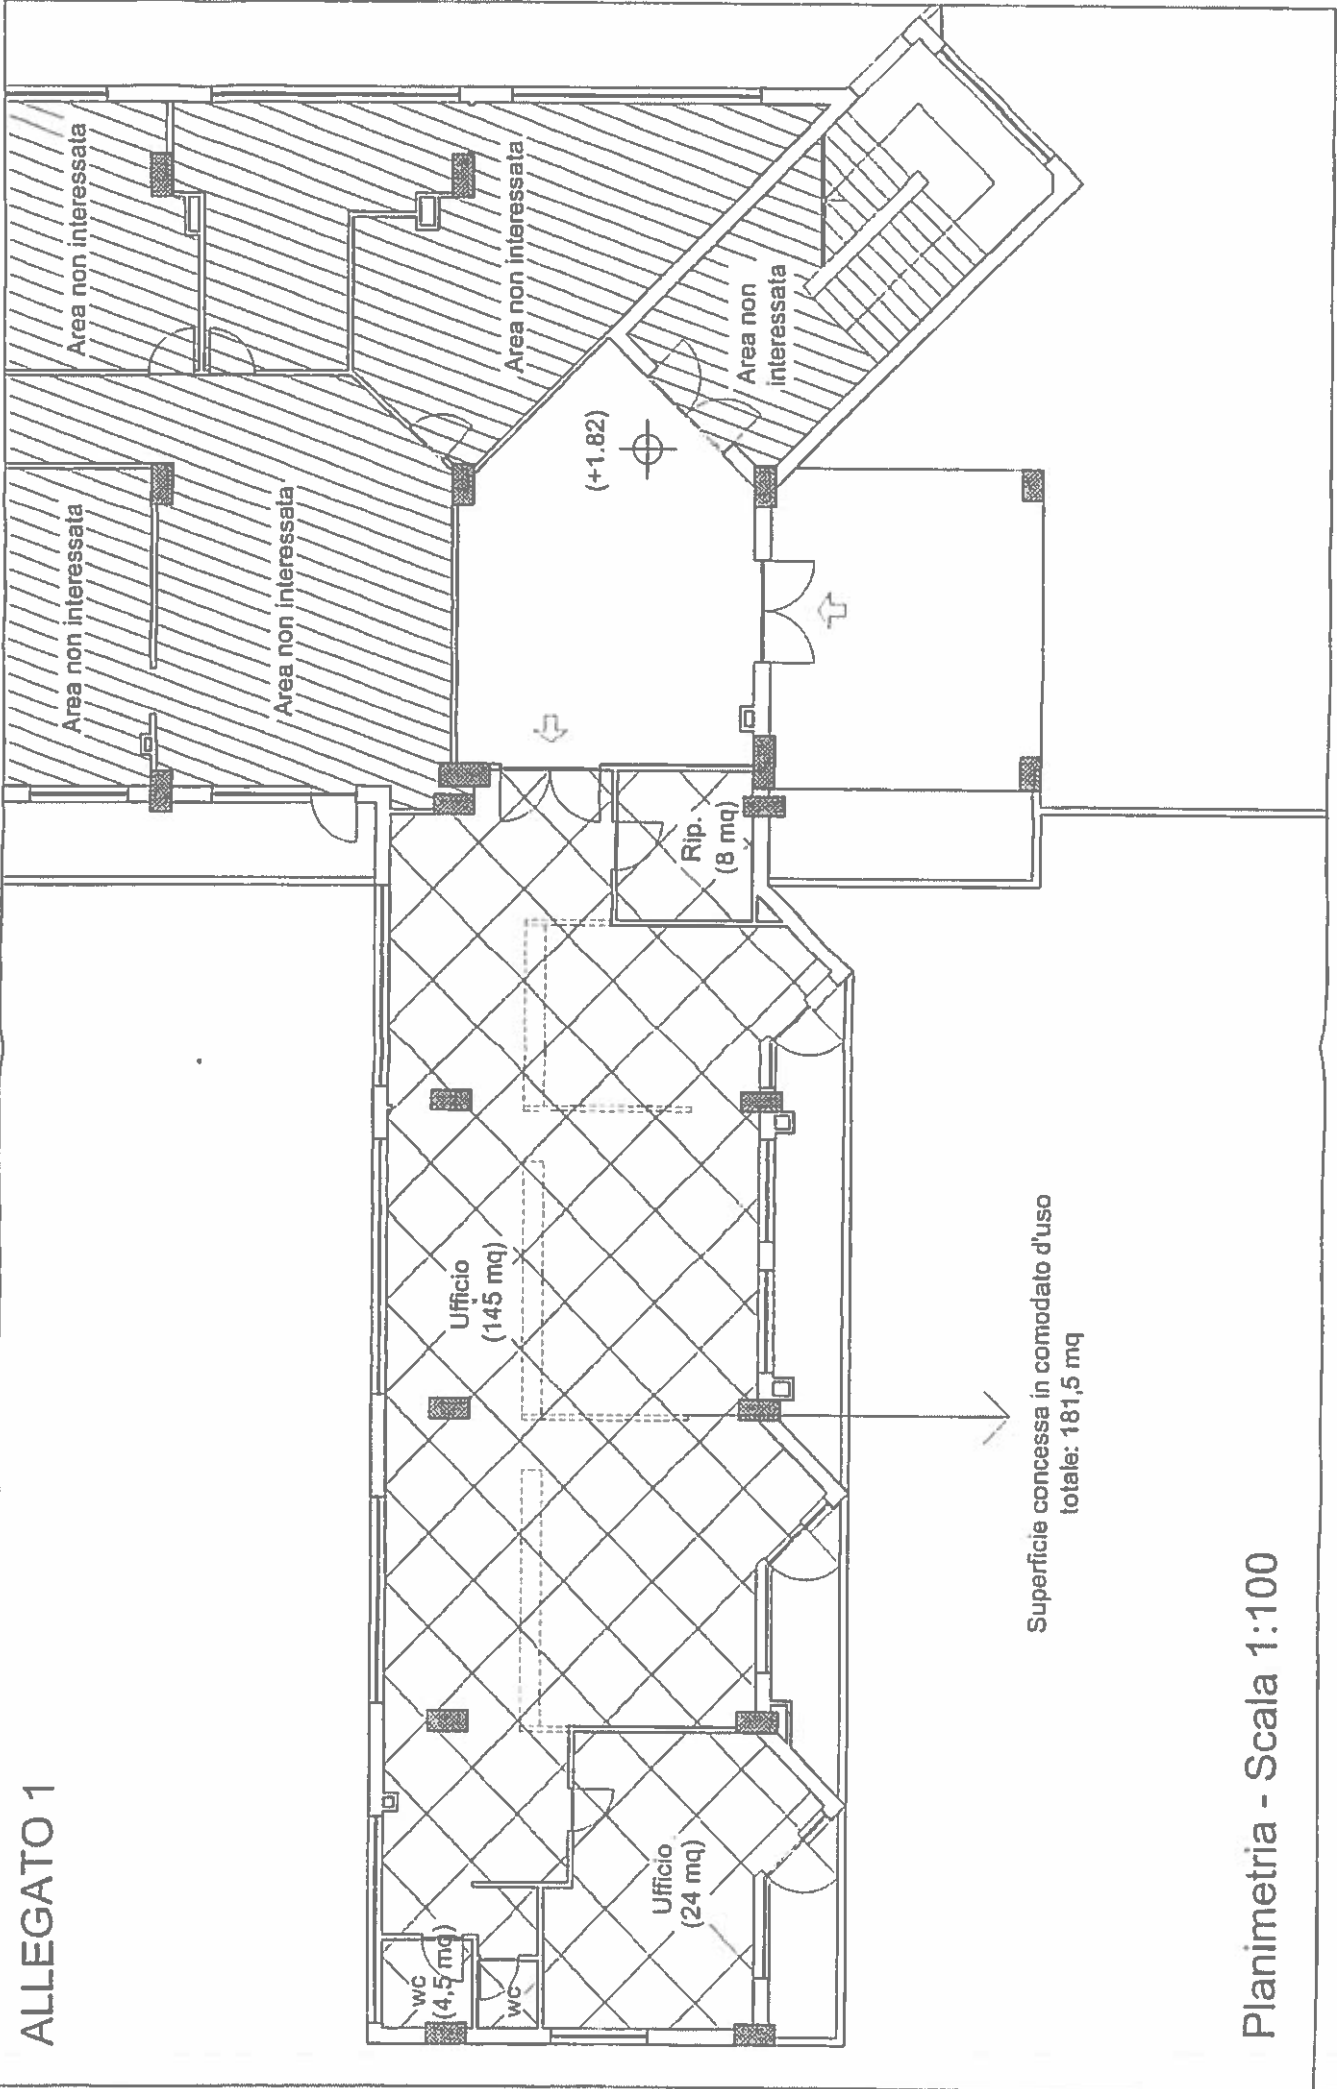 ALLEGATO 1
Area non interessata
Area non interessata
Area non interessata
Area non interessata
Area non
interessata
(+1.82)
Rip.
(8 mq)
Ufficio
(145 mq)
Ufficio
(24 mq)
wc
(4,5 mq)
wc
Superficie concessa in comodato d'uso
totale: 181,5 mq
Planimetria - Scala 1:100